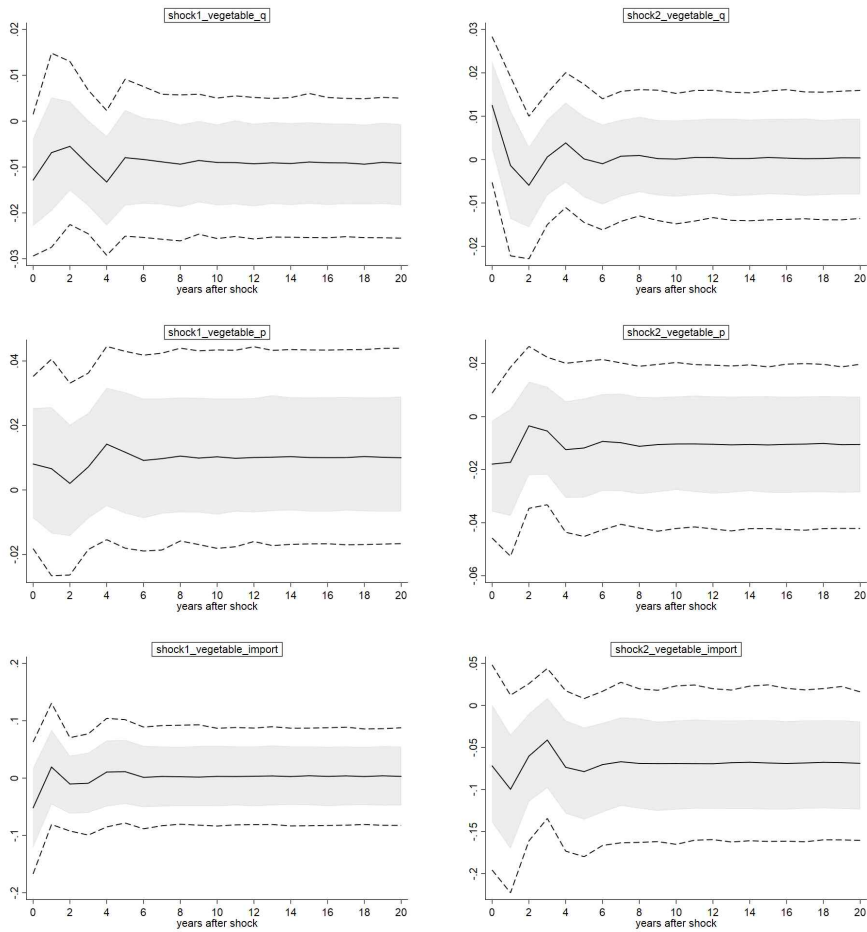 shock1_vegetable_q
.02
.01
0
-.01
-.02
-.03
0 2 4 6 8 10 12 14 16 18 20
years after shock
shock2_vegetable_q
.03
.02
.01
0
-.01
-.02
0 2 4 6 8 10 12 14 16 18 20
years after shock
shock1_vegetable_p
.04
.02
0
-.02
0 2 4 6 8 10 12 14 16 18 20
years after shock
shock2_vegetable_p
.02
0
-.02
-.04
-.06
0 2 4 6 8 10 12 14 16 18 20
years after shock
shock1_vegetable_import
.2
.1
0
-.1
-.2
0 2 4 6 8 10 12 14 16 18 20
years after shock
shock2_vegetable_import
.05
0
-.05
-.1
-.15
-.2
0 2 4 6 8 10 12 14 16 18 20
years after shock